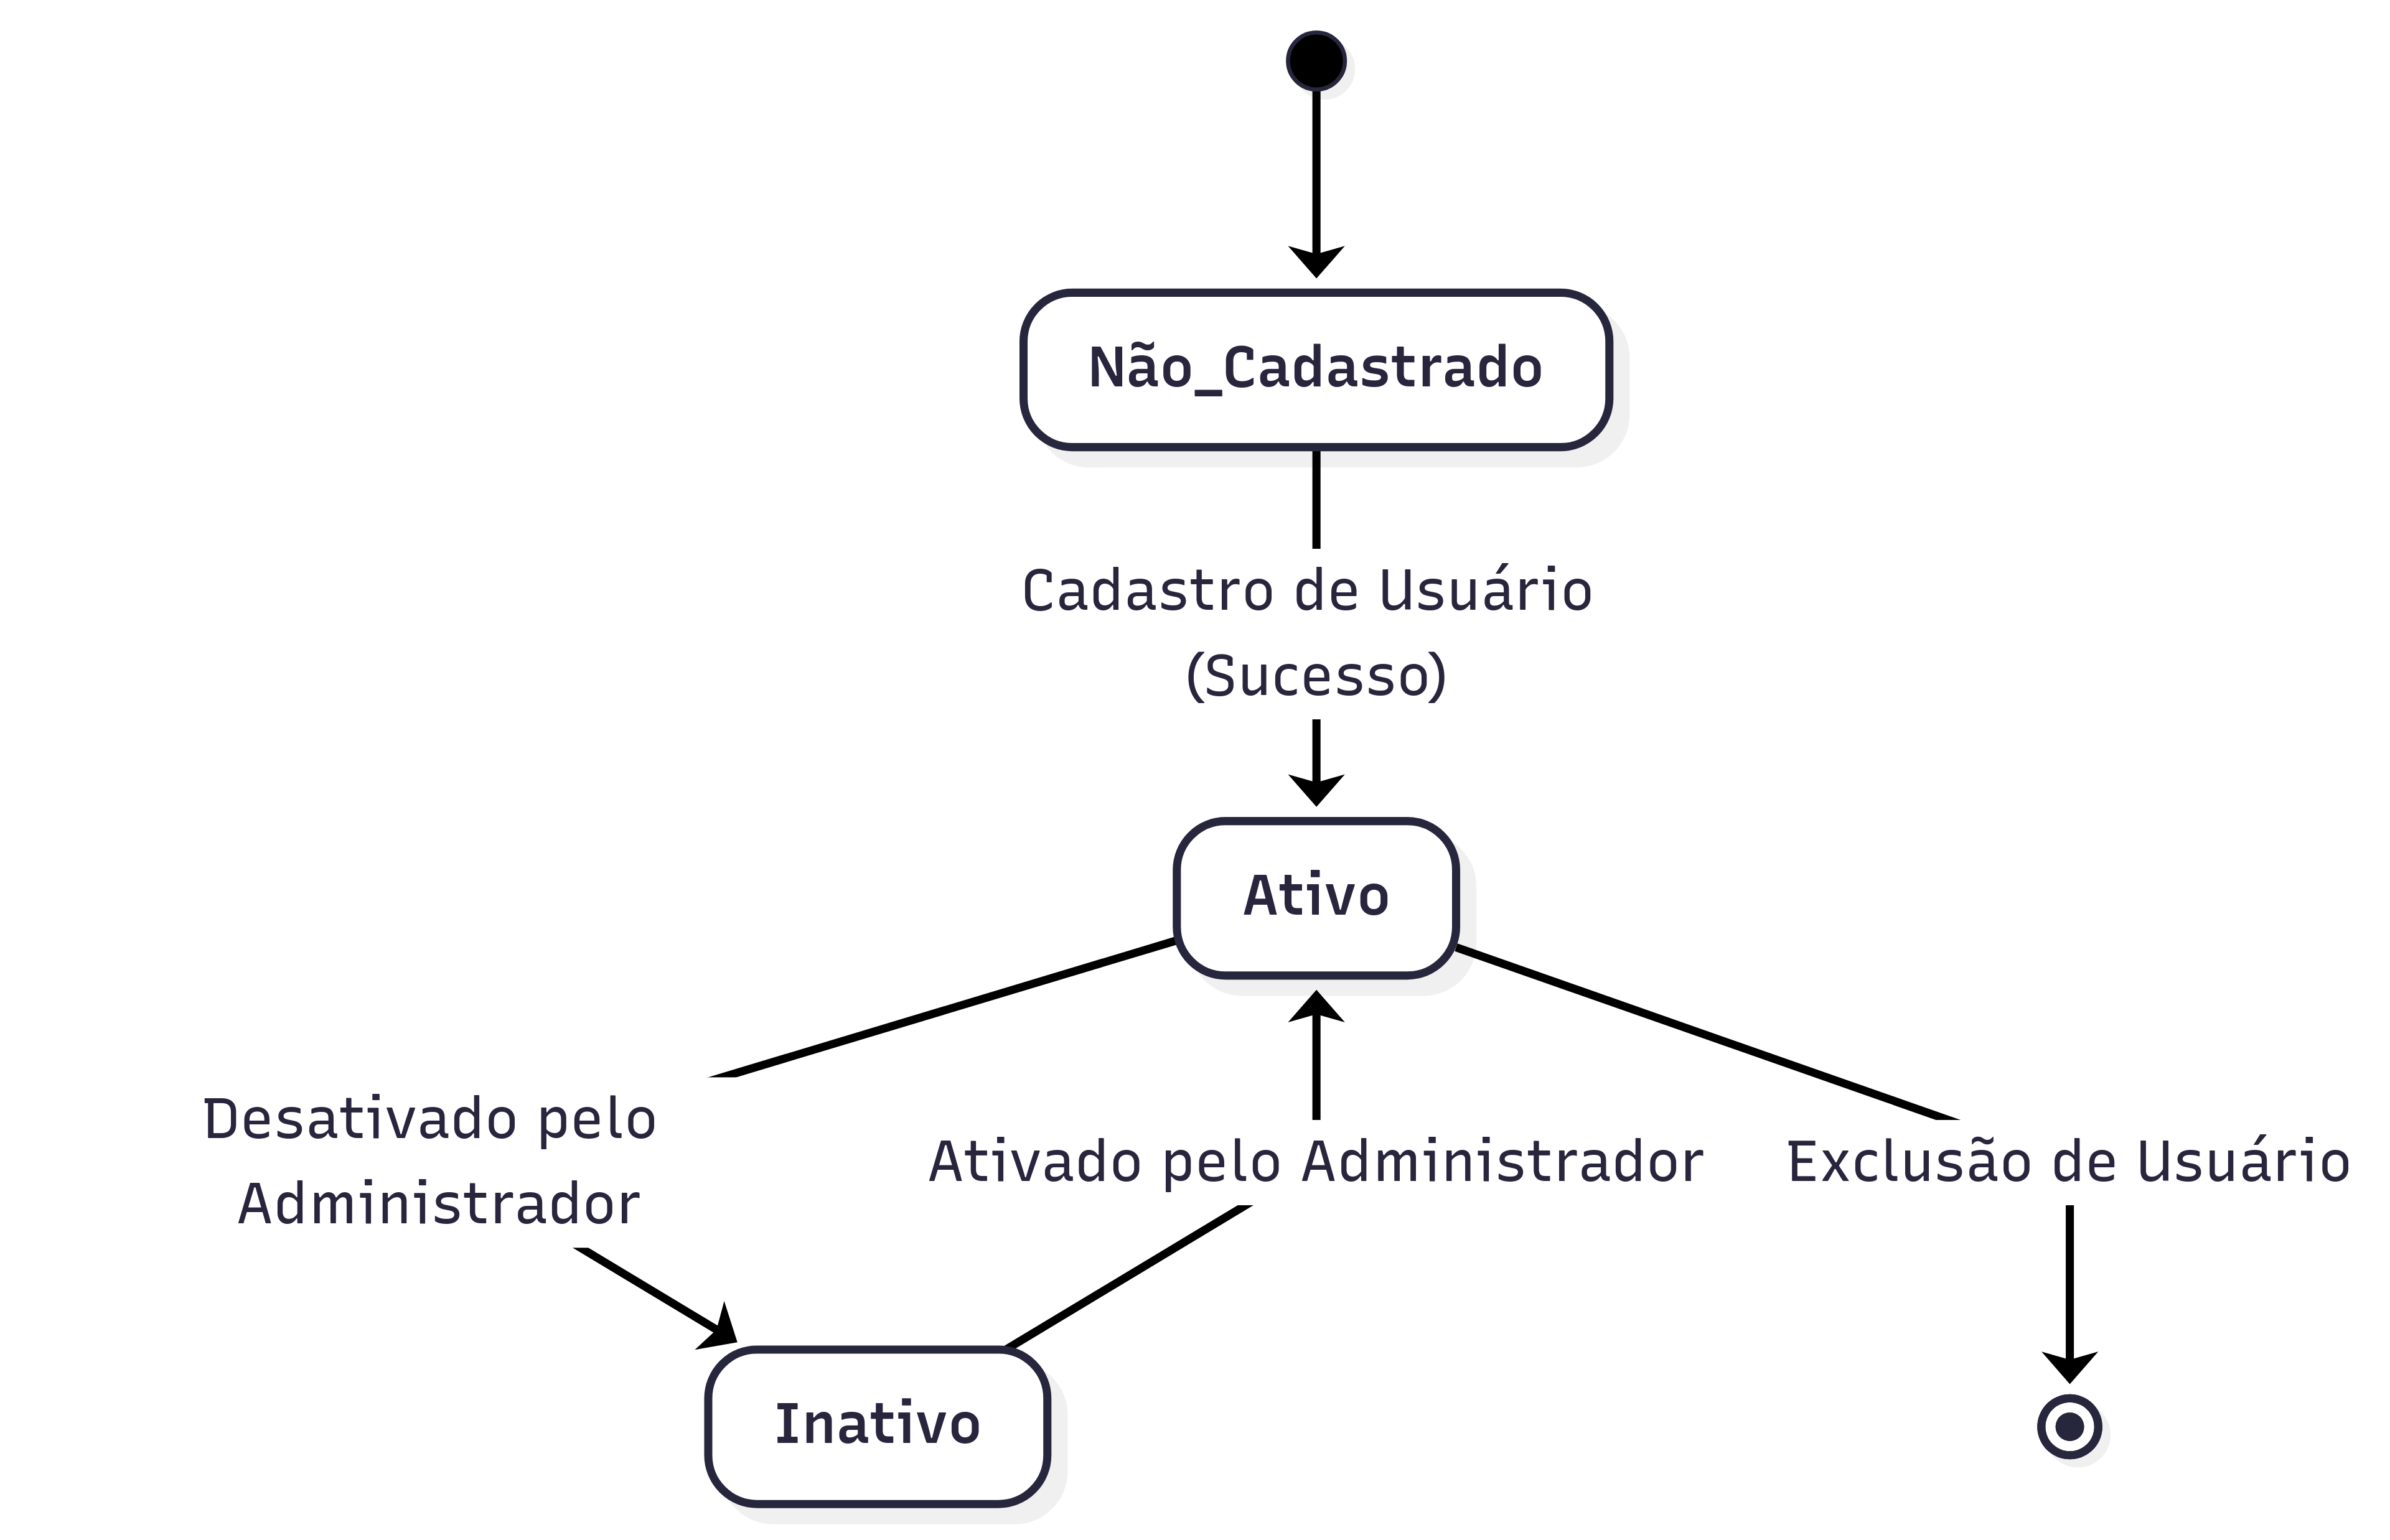 Não_Cadastrado
Cadastro de Usuário
(Sucesso)
Ativo
Desativado pelo
Administrador
Ativado pelo Administrador
Exclusão de Usuário
Inativo